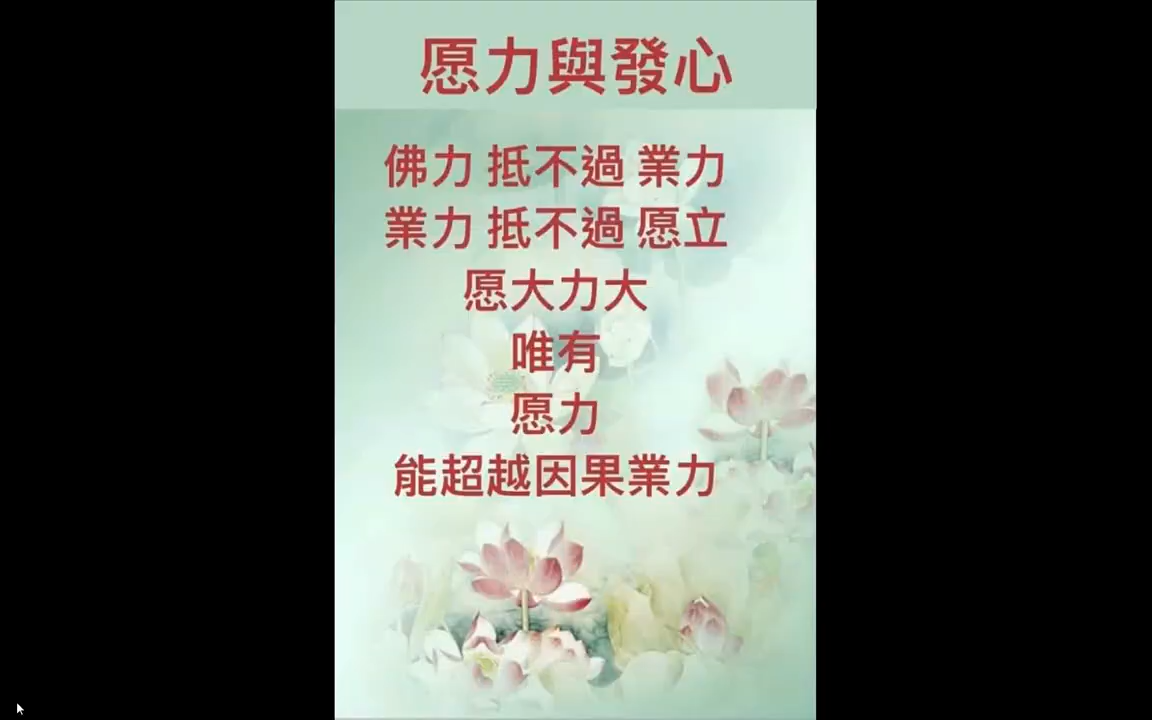 愿力與發心
佛力 抵不過 業力
業力 抵不過 愿立
愿大力大
唯有
愿力
能超越因果業力